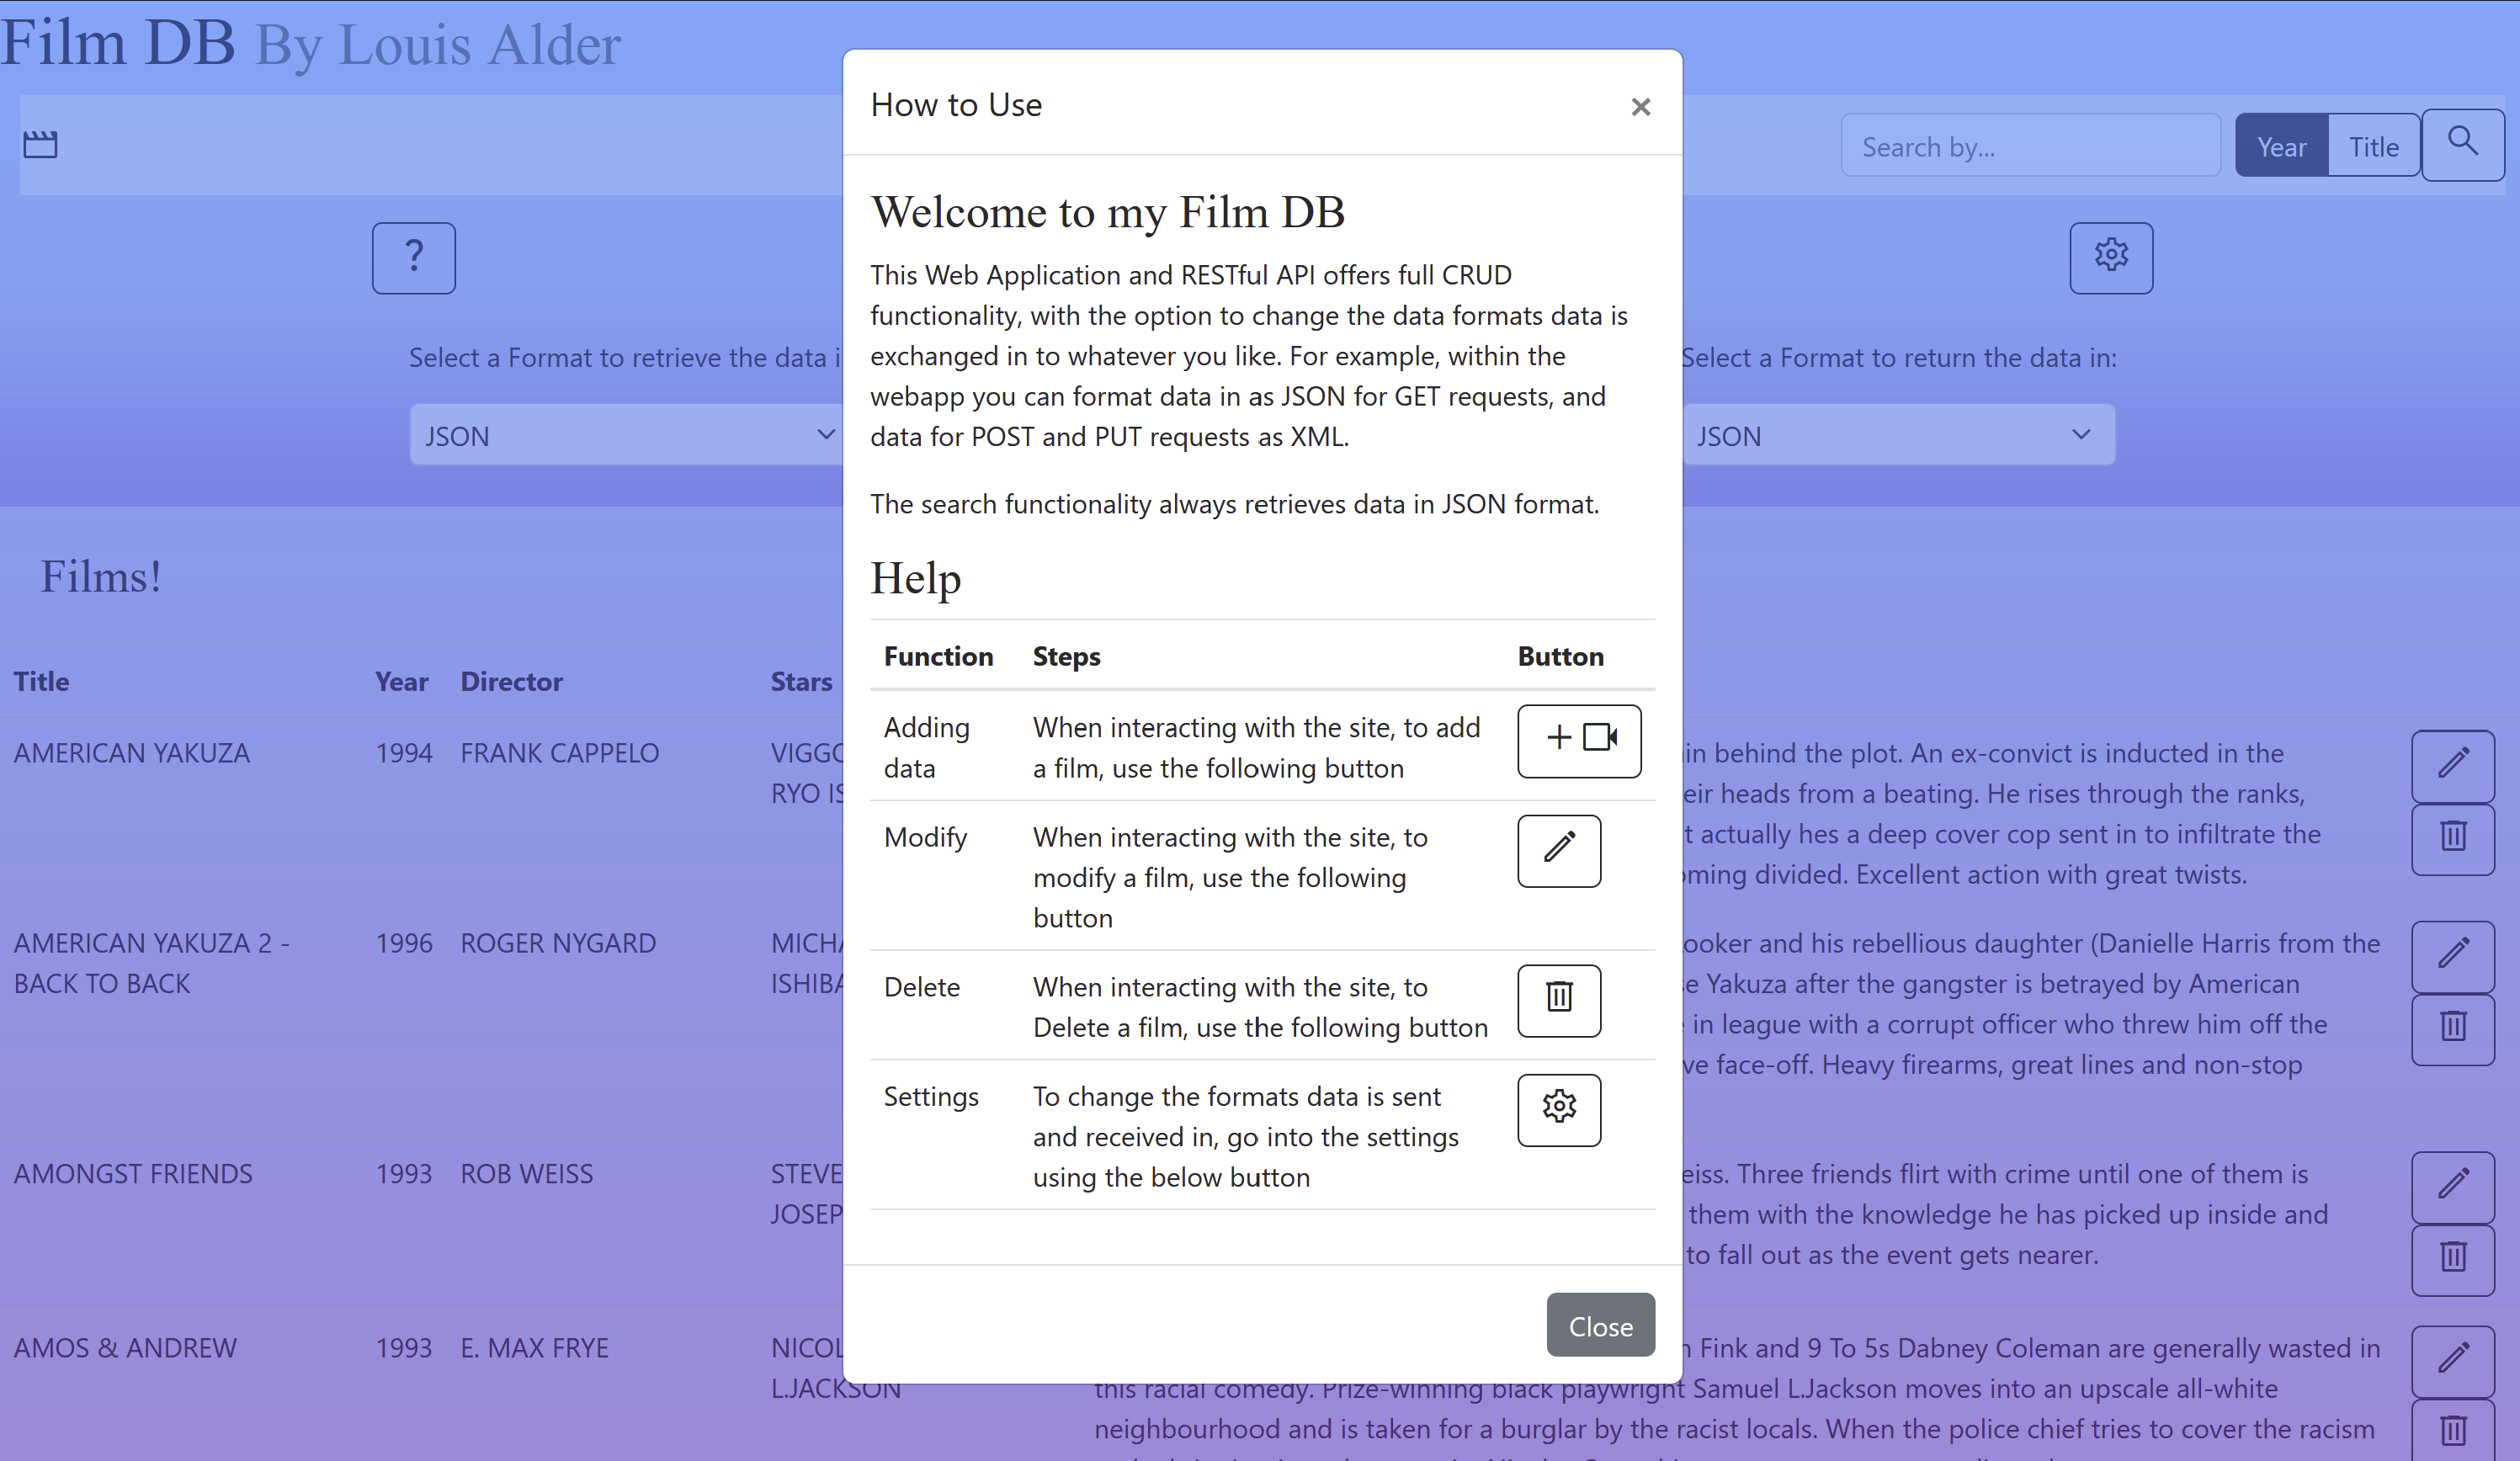 Film DB By Louis Alder
Search by...
Year
Title
?
Select a Format to retrieve the data
JSON
Select a Format to return the data in:
JSON
Films!
Title Year Director Stars
AMERICAN YAKUZA 1994 FRANK CAPPELO
RYO
behind the plot. An ex-convict is inducted in the
heads from a beating. He rises through the ranks,
actually hes a deep cover cop sent in to infiltrate the
divided. Excellent action with great twists.
AMERICAN YAKUZA 2 -
BACK TO BACK
1996 ROGER NYGARD
and his rebellious daughter (Danielle Harris from the
Yakuza after the gangster is betrayed by American
in league with a corrupt officer who threw him off the
face-off. Heavy firearms, great lines and non-stop
AMONGST FRIENDS 1993 ROB WEISS
Three friends flirt with crime until one of them is
them with the knowledge he has picked up inside and
to fall out as the event gets nearer.
AMOS & ANDREW 1993 E. MAX FRYE
L.JACKSON
Fink and 9 To 5s Dabney Coleman are generally wasted in
this racial comedy. Prize-winning black playwright Samuel L.Jackson moves into an upscale all-white
neighbourhood and is taken for a burglar by the racist locals. When the police chief tries to cover the racism
How to Use
×
Welcome to my Film DB
This Web Application and RESTful API offers full CRUD
functionality, with the option to change the data formats data is
exchanged in to whatever you like. For example, within the
webapp you can format data in as JSON for GET requests, and
data for POST and PUT requests as XML.
The search functionality always retrieves data in JSON format.
Help
Function Steps Button
Adding
data
When interacting with the site, to add
a film, use the following button
Modify
When interacting with the site, to
modify a film, use the following
button
Delete
When interacting with the site, to
Delete a film, use the following button
Settings
To change the formats data is sent
and received in, go into the settings
using the below button
Close